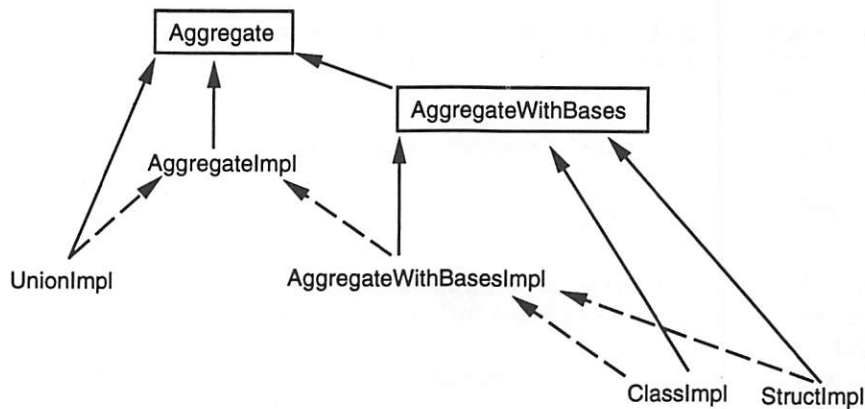 Aggregate
AggregateWithBases
AggregateImpl
UnionImpl
AggregateWithBasesImpl
ClassImpl
StructImpl